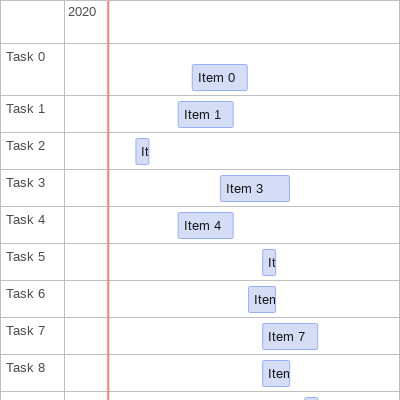 2020
Task 0
Item 0
Task 1
Item 1
Task 2
It
Task 3
Item 3
Task 4
Item 4
Task 5
It
Task 6
Iten
Task 7
Item 7
Task 8
Iten